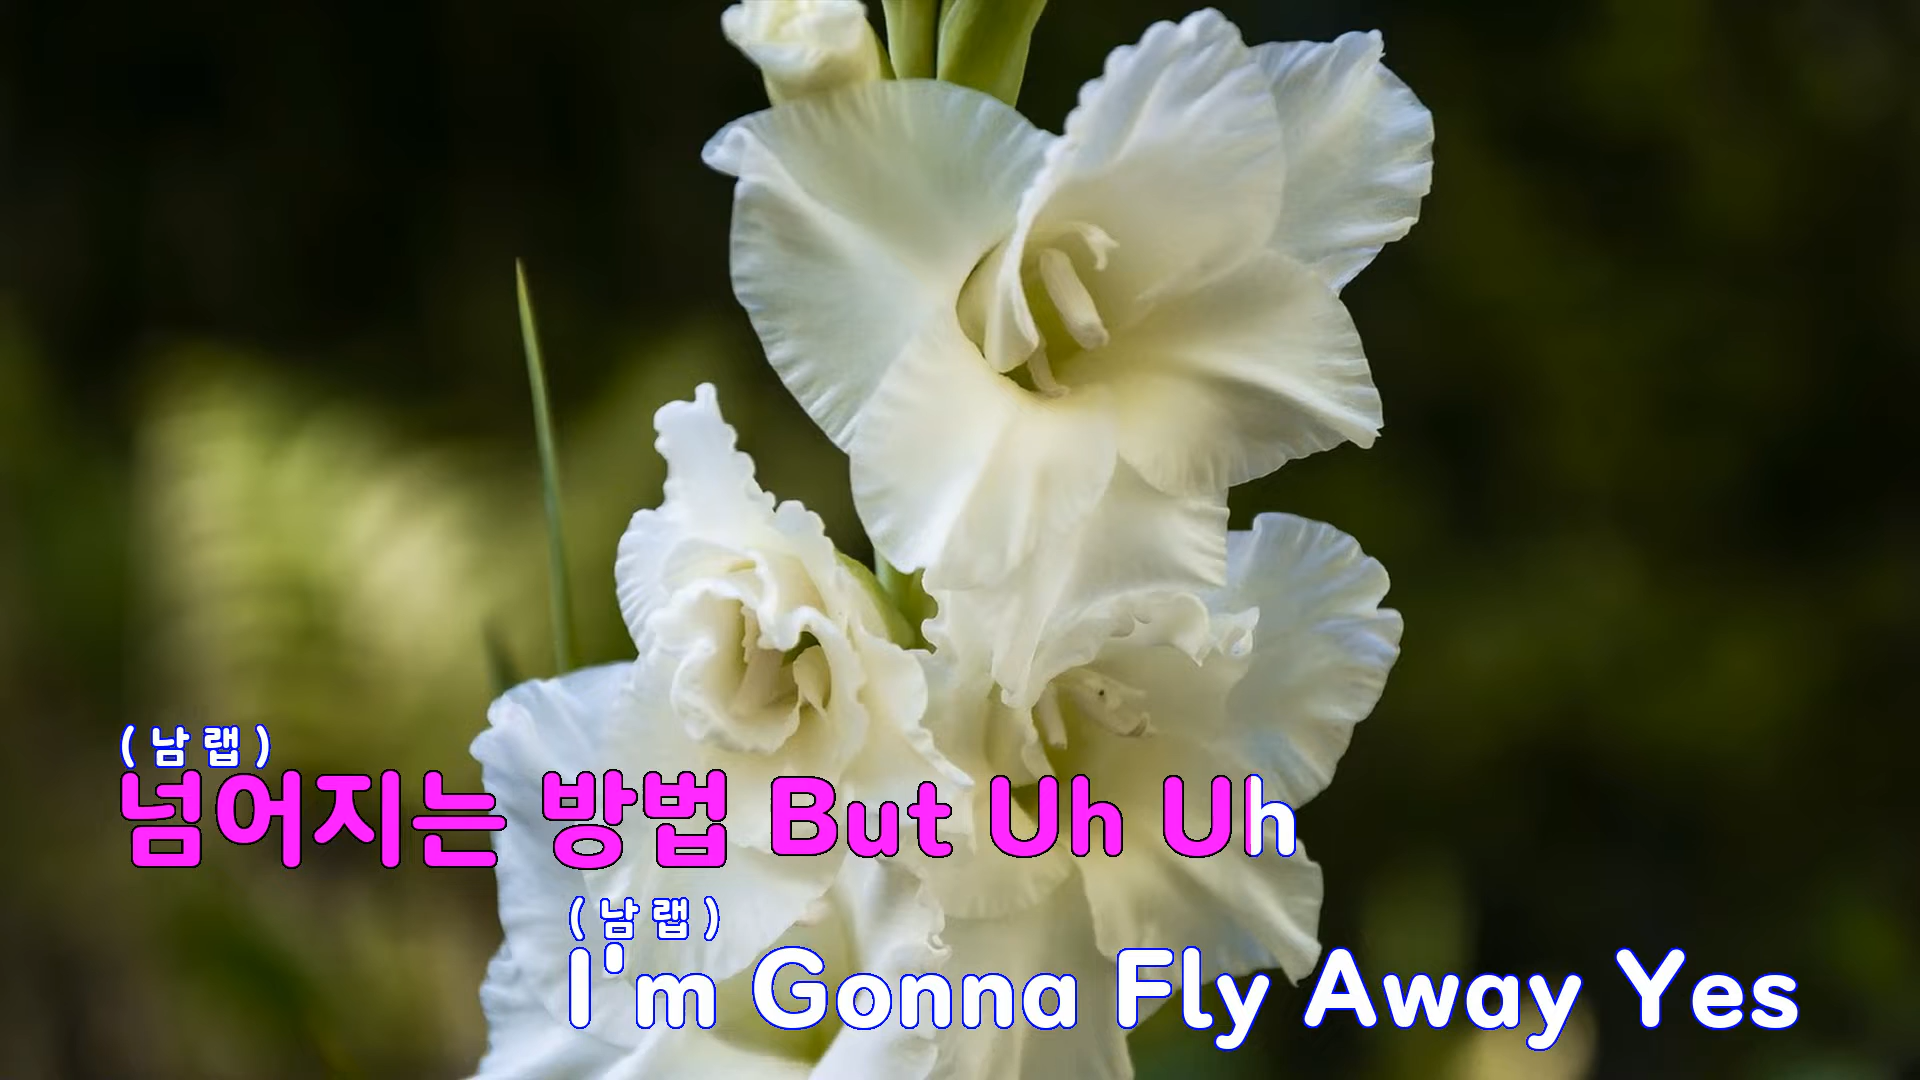 ( 남 랩 )
넘어지는 방법 But Uh Uh
( 남 랩 )
I'm Gonna Fly Away Yes